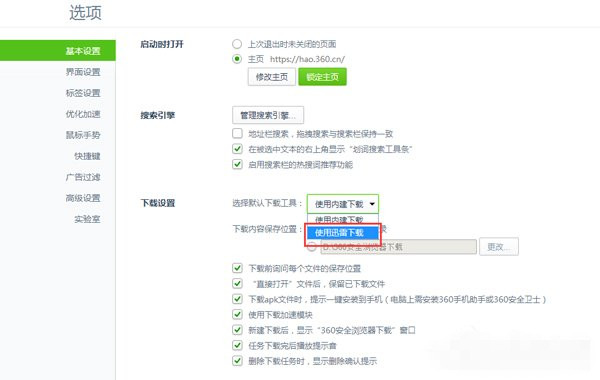 选项
基本设置
界面设置
标签设置
优化加速
鼠标手势
快捷键
广告过滤
高级设置
实验室
启动时打开
上次退出时未关闭的页面
主页 https://hao.360.cn/
修改主页 锁定主页
搜索引擎
管理搜索引擎...
地址栏搜索，拖拽搜索与搜索栏保持一致
在被选中文本的右上角显示“划词搜索工具条”
启用搜索栏的热搜词推荐功能
下载设置
选择默认下载工具： 使用内建下载
使用内建下载
下载内容保存位置： 使用迅雷下载 录
D:\360安全浏览器下载 更改...
下载前询问每个文件的保存位置
“直接打开”文件后，保留已下载文件
下载apk文件时，提示一键安装到手机（电脑上需安装360手机助手或360安全卫士）
使用下载加速模块
新建下载后，显示“360安全浏览器下载”窗口
任务下载完后播放提示音
删除下载任务时，显示删除确认提示